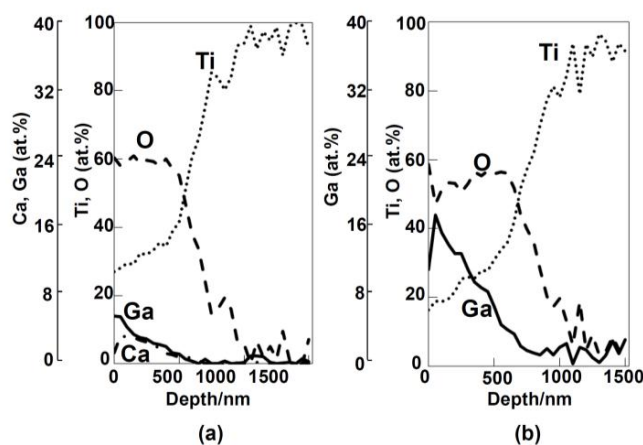 Ca, Ga (at.%)
40
32
24
16
8
0
Ti, O (at.%)
100
80
60
40
20
0
Ti
O
Ga
Ca
0 500 1000 1500
Depth/nm
(a)
Ga (at.%)
40
32
24
16
8
0
Ti, O (at.%)
100
80
60
40
20
0
Ti
O
Ga
0 500 1000 1500
Depth/nm
(b)